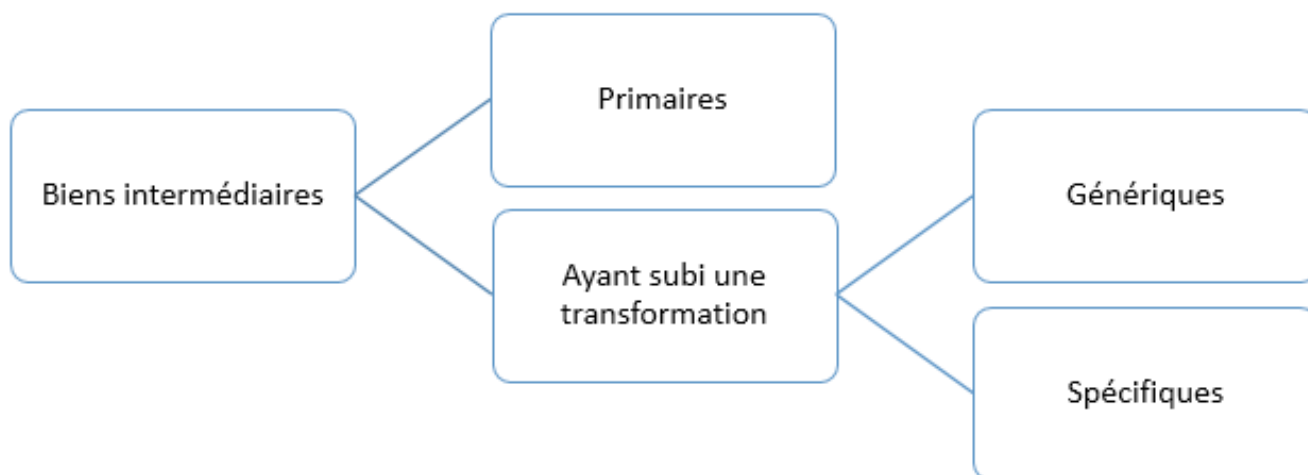 Biens intermédiaires
Primaires
Ayant subi une
transformation
Génériques
Spécifiques